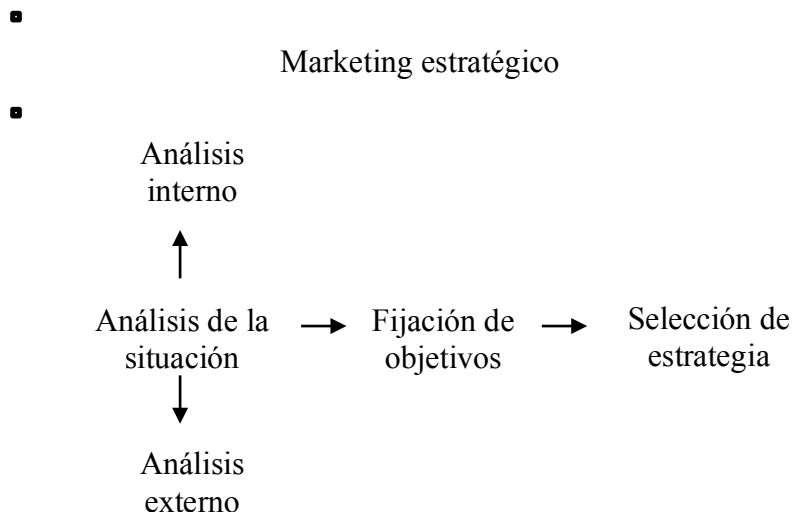 Marketing estratégico
Análisis
interno
Análisis de la
situación
Fijación de
objetivos
Selección de
estrategia
Análisis
externo